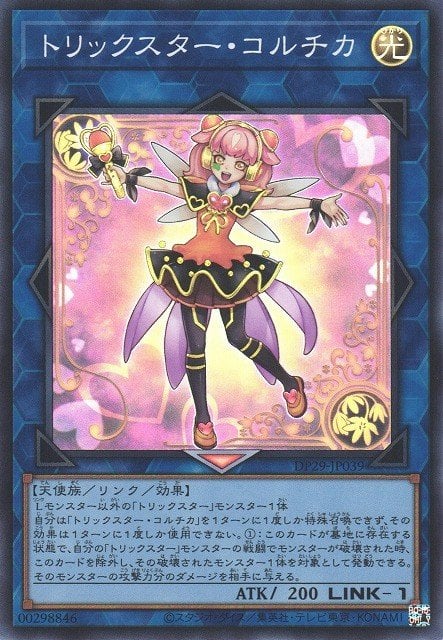 トリックスター・コルチカ
光
DP29-JP039
【天使族／リンク／効果】
Lモンスター以外の「トリックスター」モンスター1体
自分は「トリックスター・コルチカ」を1ターンに1度しか特殊召喚できず、その
効果は1ターンに1度しか使用できない。①：このカードが墓地に存在する
状態で、自分の「トリックスター」モンスターの戦闘でモンスターが破壊された時、
このカードを除外し、その破壊されたモンスター1体を対象として発動できる。
そのモンスターの攻撃力分のダメージを相手に与える。
ATK/ 200 LINK-1
00298846
©スタジオ・ダイス／集英社・テレビ東京・KONAMI